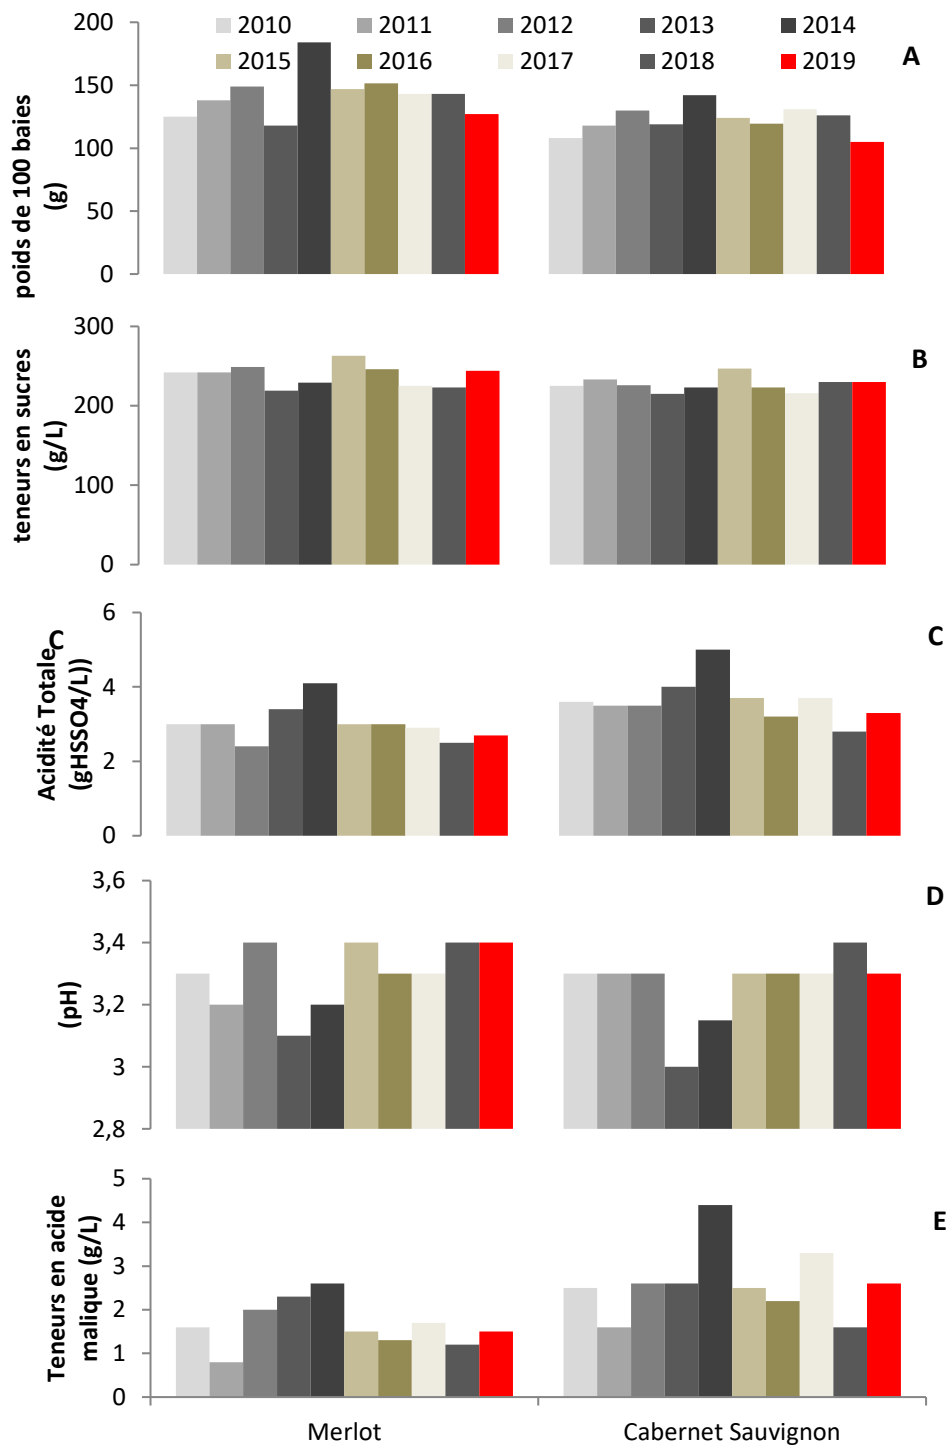 2010 2011 2012 2013 2014
2015 2016 2017 2018 2019
A
poids de 100 baies
(g)
200
150
100
50
0
B
teneurs en sucres
(g/L)
300
200
100
0
C
C
Acidité Totale
(gHSSO4/L))
6
4
2
0
D
(pH)
3,6
3,4
3,2
3
2,8
E
Teneurs en acide
malique (g/L)
5
4
3
2
1
0
Merlot Cabernet Sauvignon